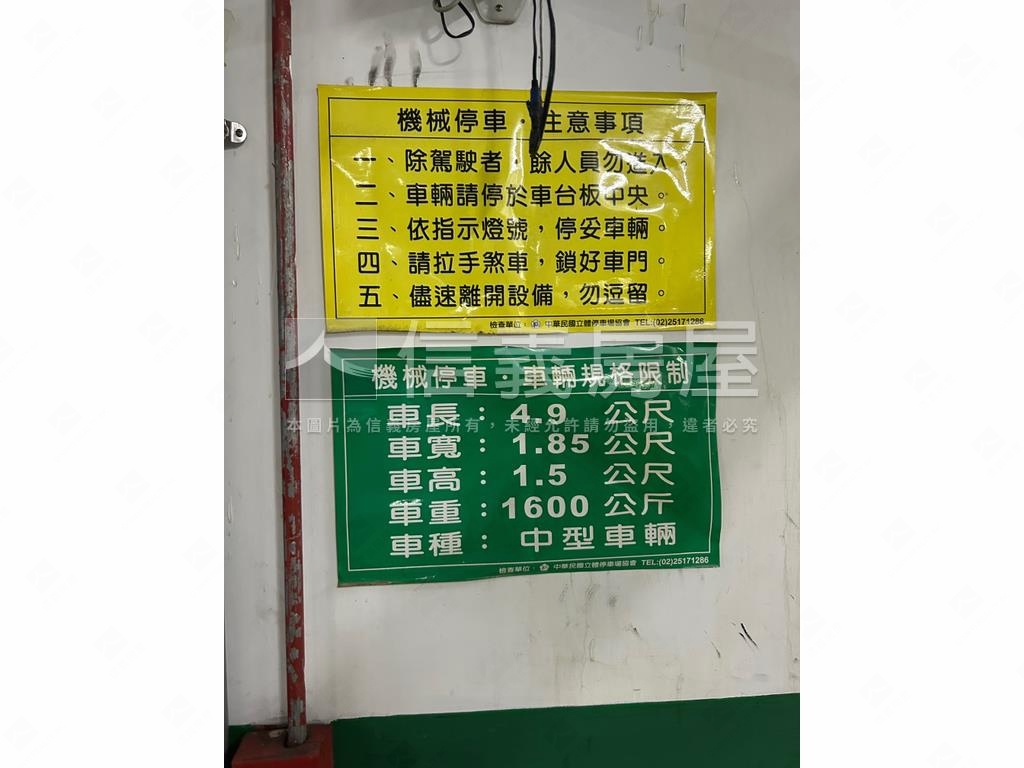 機械停車．注意事項
一、除駕駛者，餘人員勿進入。
二、車輛請停於車台板中央。
三、依指示燈號，停妥車輛。
四、請拉手煞車，鎖好車門。
五、儘速離開設備，勿逗留。
檢查單位： 中華民國立體停車場協會 TEL:(02)25171286
信義房屋
機械停車．車輛規格限制
車長：4.9 公尺
本圖片為信義房屋所有，未經允許請勿盜用，違者必究
車寬：1.85 公尺
車高：1.5 公尺
車重：1600 公斤
車種：中型車輛
檢查單位： 中華民國立體停車場協會 TEL:(02)25171286